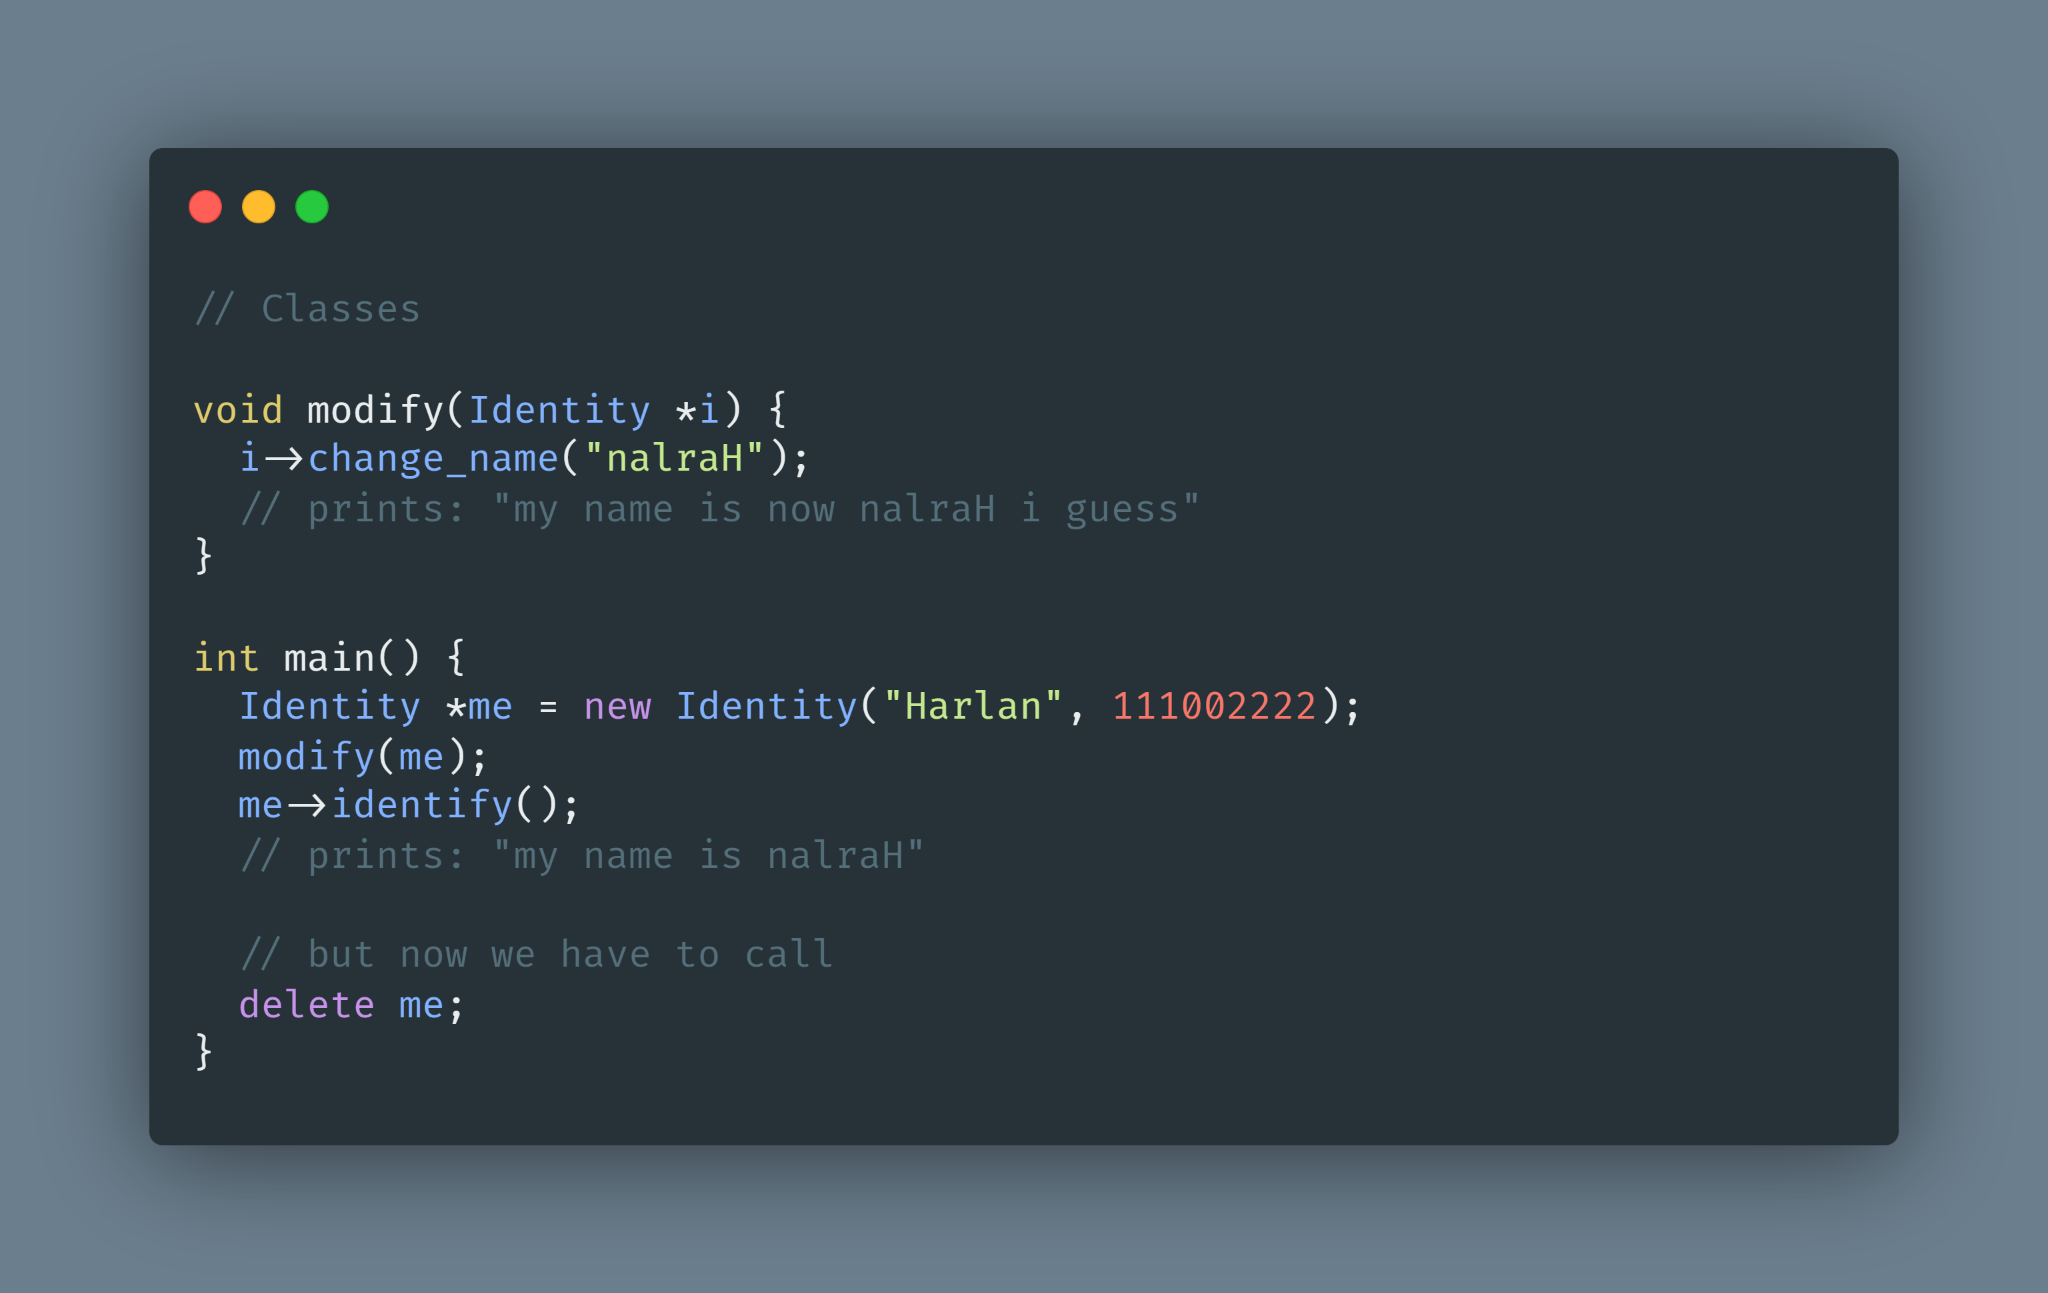 // Classes
void modify(Identity *i) {
i->change_name("nalraH");
// prints: "my name is now nalraH i guess"
}
int main() {
Identity *me = new Identity("Harlan", 111002222);
modify(me);
me->identify();
// prints: "my name is nalraH"
// but now we have to call
delete me;
}